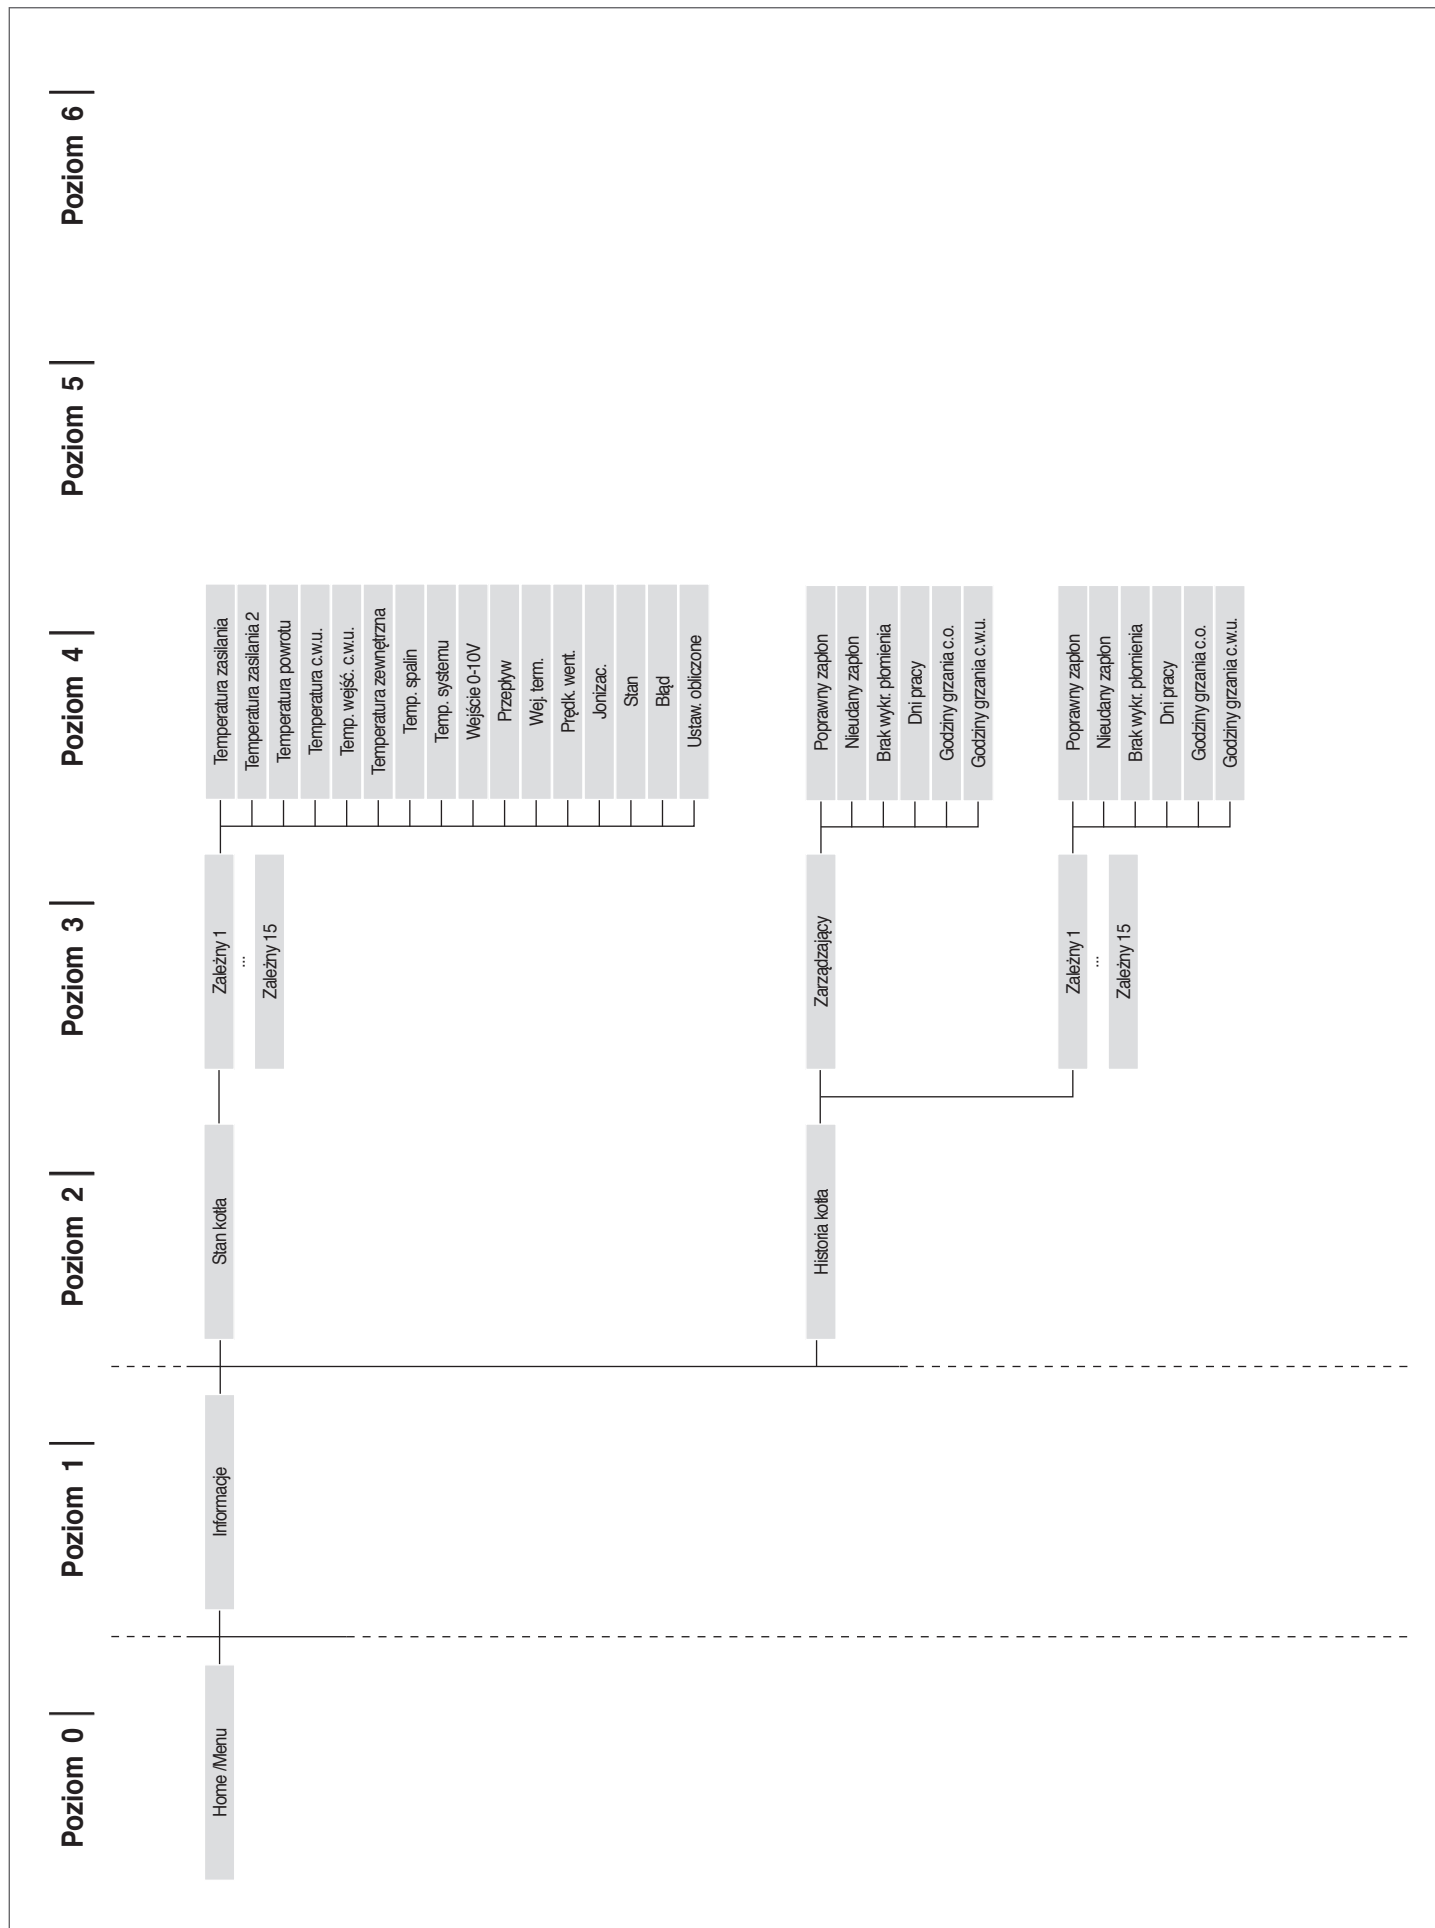 Poziom 0
Poziom 1
Poziom 2
Poziom 3
Poziom 4
Poziom 5
Poziom 6
Home /Menu
Informacje
Stan kotła
Zależny 1
...
Zależny 15
Temperatura zasilania
Temperatura zasilania 2
Temperatura powrotu
Temperatura c.w.u.
Temp. wejść. c.w.u.
Temperatura zewnętrzna
Temp. spalin
Temp. systemu
Wejście 0-10V
Przepływ
Wej. term.
Prędk. went.
Jonizac.
Stan
Błąd
Ustaw. obliczone
Historia kotła
Zarządzający
Poprawny zapłon
Nieudany zapłon
Brak wykr. płomienia
Dni pracy
Godziny grzania c.o.
Godziny grzania c.w.u.
Zależny 1
...
Zależny 15
Poprawny zapłon
Nieudany zapłon
Brak wykr. płomienia
Dni pracy
Godziny grzania c.o.
Godziny grzania c.w.u.